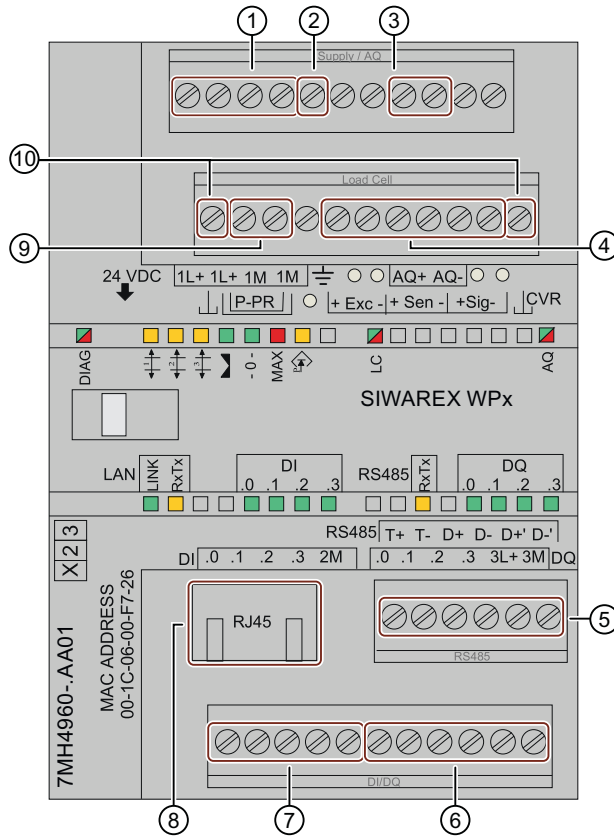 1 2 3
Supply / AQ
10
Load Cell
9 4
24 VDC 1L+ 1L+ 1M 1M AQ+ AQ-
P-PR + Exc - + Sen - +Sig- CVR
DIAG 1 2 3 - 0 - MAX LC AQ
SIWAREX WPx
LAN LINK RxTx DI RS485 RxTx DQ
.0 .1 .2 .3 .0 .1 .2 .3
RS485 T+ T- D+ D- D+' D-'
DI .0 .1 .2 .3 2M .0 .1 .2 .3 3L+ 3M DQ
X 2 3
7MH4960-.AA01
MAC ADDRESS
00-1C-06-00-F7-26
8 RJ45 5
RS485
DI/DQ
7 6